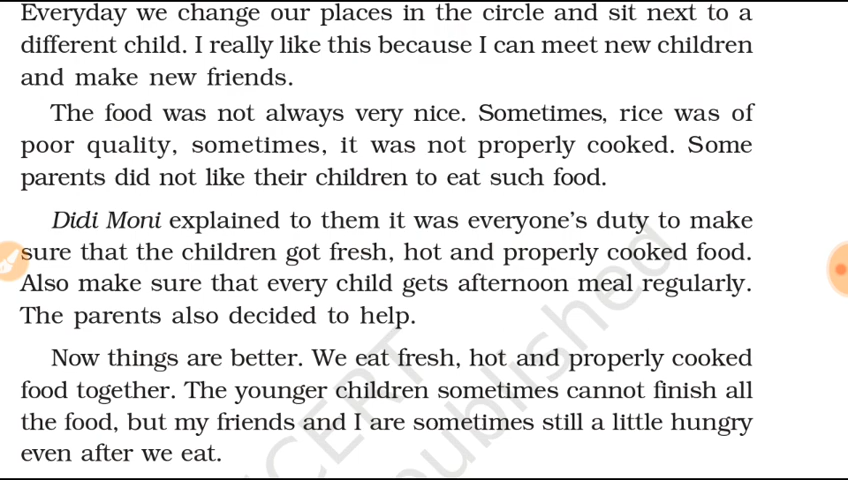 Everyday we change our places in the circle and sit next to a
different child. I really like this because I can meet new children
and make new friends.
The food was not always very nice. Sometimes, rice was of
poor quality, sometimes, it was not properly cooked. Some
parents did not like their children to eat such food.
Didi Moni explained to them it was everyone's duty to make
sure that the children got fresh, hot and properly cooked food.
Also make sure that every child gets afternoon meal regularly.
The parents also decided to help.
Now things are better. We eat fresh, hot and properly cooked
food together. The younger children sometimes cannot finish all
the food, but my friends and I are sometimes still a little hungry
even after we eat.